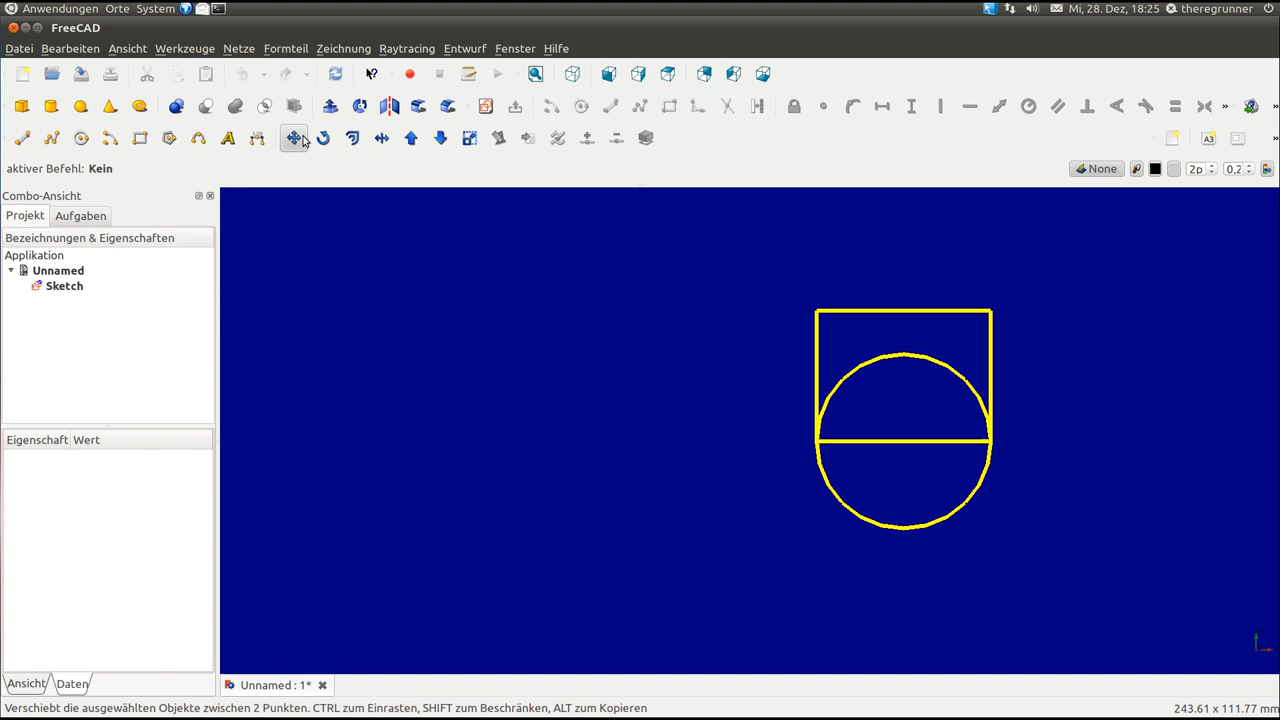 Anwendungen Orte System Mi, 28. Dez, 18:25 theregrunner
FreeCAD
Datei Bearbeiten Ansicht Werkzeuge Netze Formteil Zeichnung Raytracing Entwurf Fenster Hilfe
A A3
aktiver Befehl: Kein None 2p 0,2
Combo-Ansicht
Projekt Aufgaben
Bezeichnungen & Eigenschaften
Applikation
Unnamed
Sketch
Eigenschaft Wert
Ansicht Daten Unnamed : 1*
Verschiebt die ausgewählten Objekte zwischen 2 Punkten. CTRL zum Einrasten, SHIFT zum Beschränken, ALT zum Kopieren 243.61 x 111.77 mm